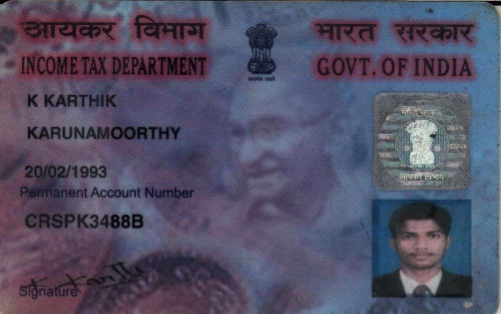 आयकर विभाग
INCOME TAX DEPARTMENT
भारत सरकार
GOVT. OF INDIA
K KARTHIK
KARUNAMOORTHY
20/02/1993
Permanent Account Number
CRSPK3488B
Signature